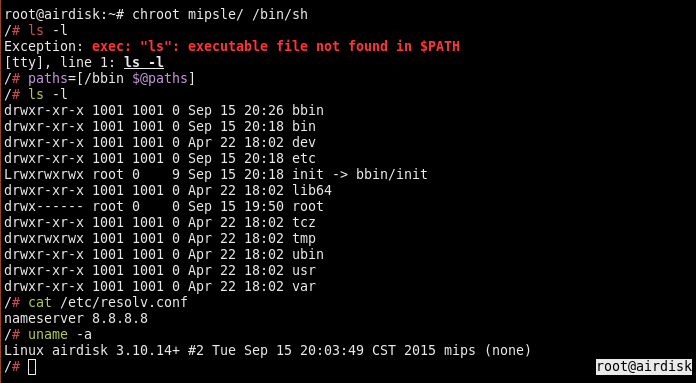 root@airdisk:~# chroot mipsle/ /bin/sh
/# ls -l
Exception: exec: "ls": executable file not found in $PATH
[tty], line 1: ls -l
/# paths=[/bbin $@paths]
/# ls -l
drwxr-xr-x 1001 1001 0 Sep 15 20:26 bbin
drwxr-xr-x 1001 1001 0 Sep 15 20:18 bin
drwxr-xr-x 1001 1001 0 Apr 22 18:02 dev
drwxr-xr-x 1001 1001 0 Sep 15 20:18 etc
Lrwxrwxrwx root 0    9 Sep 15 20:18 init -> bbin/init
drwxr-xr-x 1001 1001 0 Apr 22 18:02 lib64
drwx------ root 0    0 Sep 15 19:50 root
drwxr-xr-x 1001 1001 0 Apr 22 18:02 tcz
drwxrwxrwx 1001 1001 0 Apr 22 18:02 tmp
drwxr-xr-x 1001 1001 0 Apr 22 18:02 ubin
drwxr-xr-x 1001 1001 0 Apr 22 18:02 usr
drwxr-xr-x 1001 1001 0 Apr 22 18:02 var
/# cat /etc/resolv.conf
nameserver 8.8.8.8
/# uname -a
Linux airdisk 3.10.14+ #2 Tue Sep 15 20:03:49 CST 2015 mips (none)
/#
root@airdisk